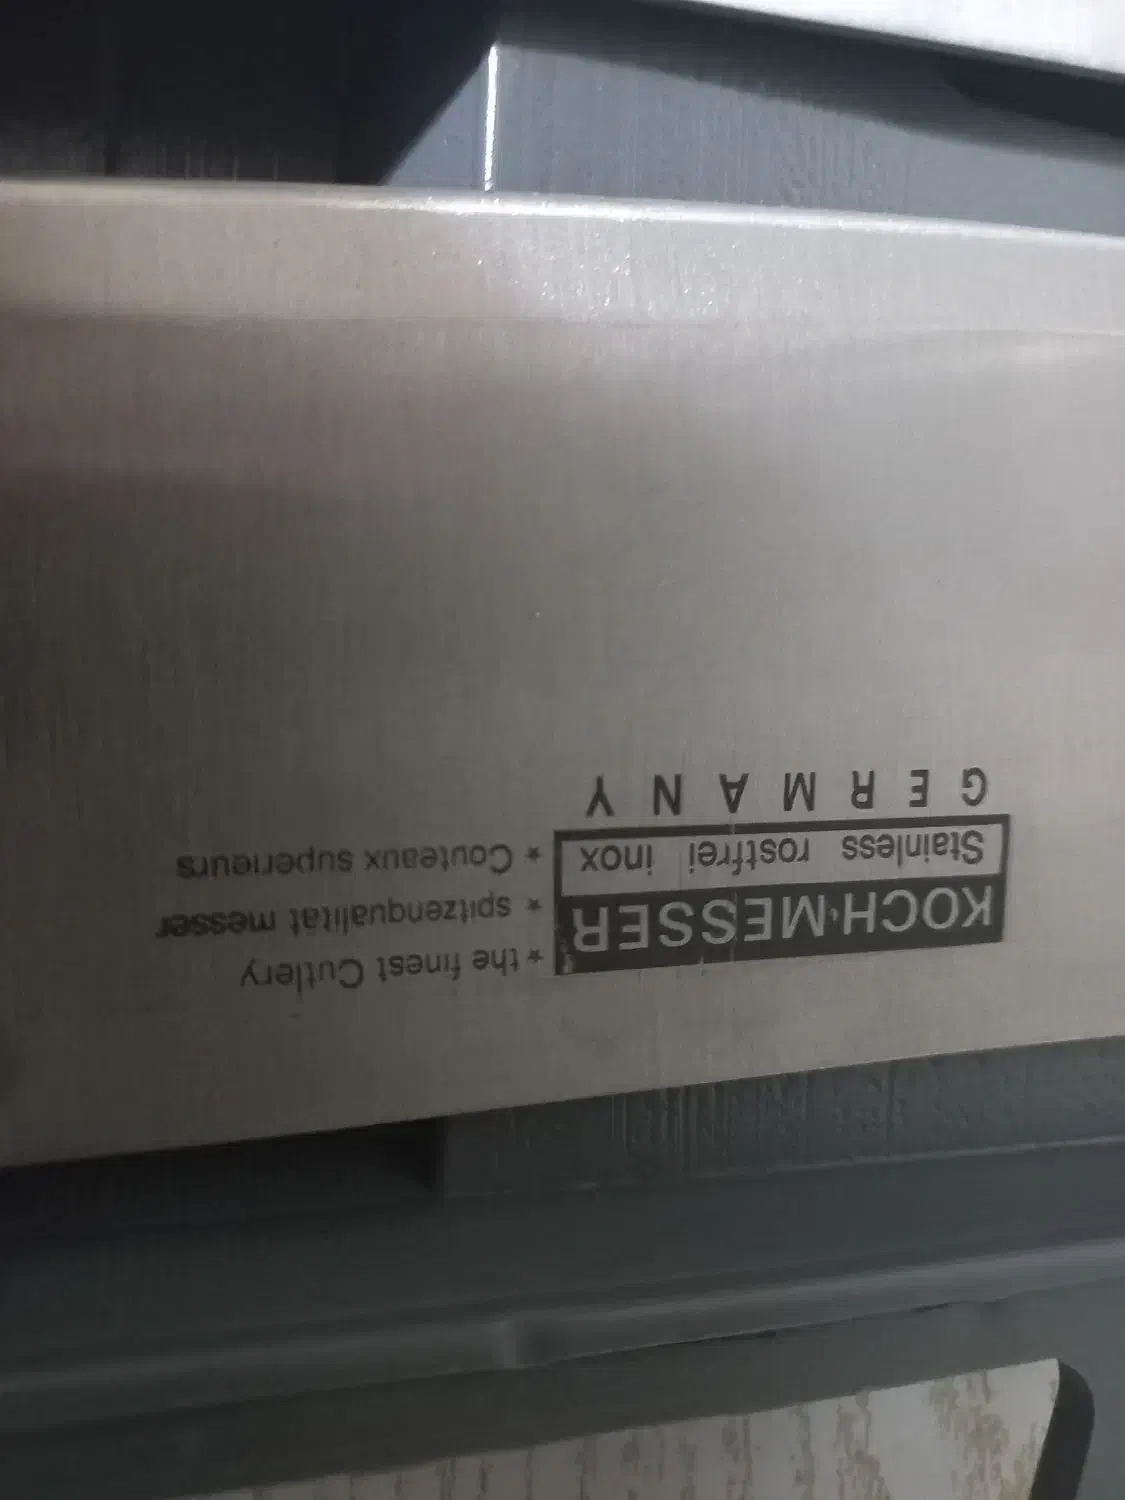 KOCH·MESSER
Stainless rostfrei inox
GERMANY
* the finest Cutlery
* spitzenqualitat messer
* Couteaux superieurs